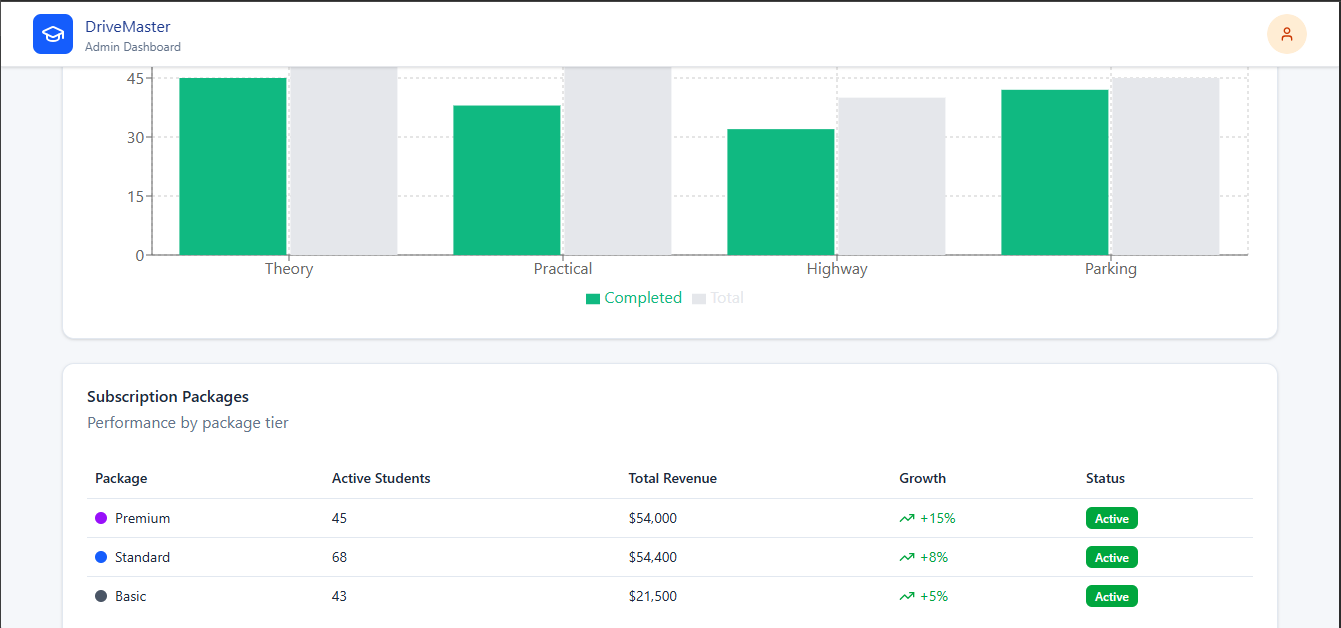 DriveMaster
Admin Dashboard
45
30
15
0
Theory Practical Highway Parking
Completed Total
Subscription Packages
Performance by package tier
Package Active Students Total Revenue Growth Status
Premium 45 $54,000 +15% Active
Standard 68 $54,400 +8% Active
Basic 43 $21,500 +5% Active